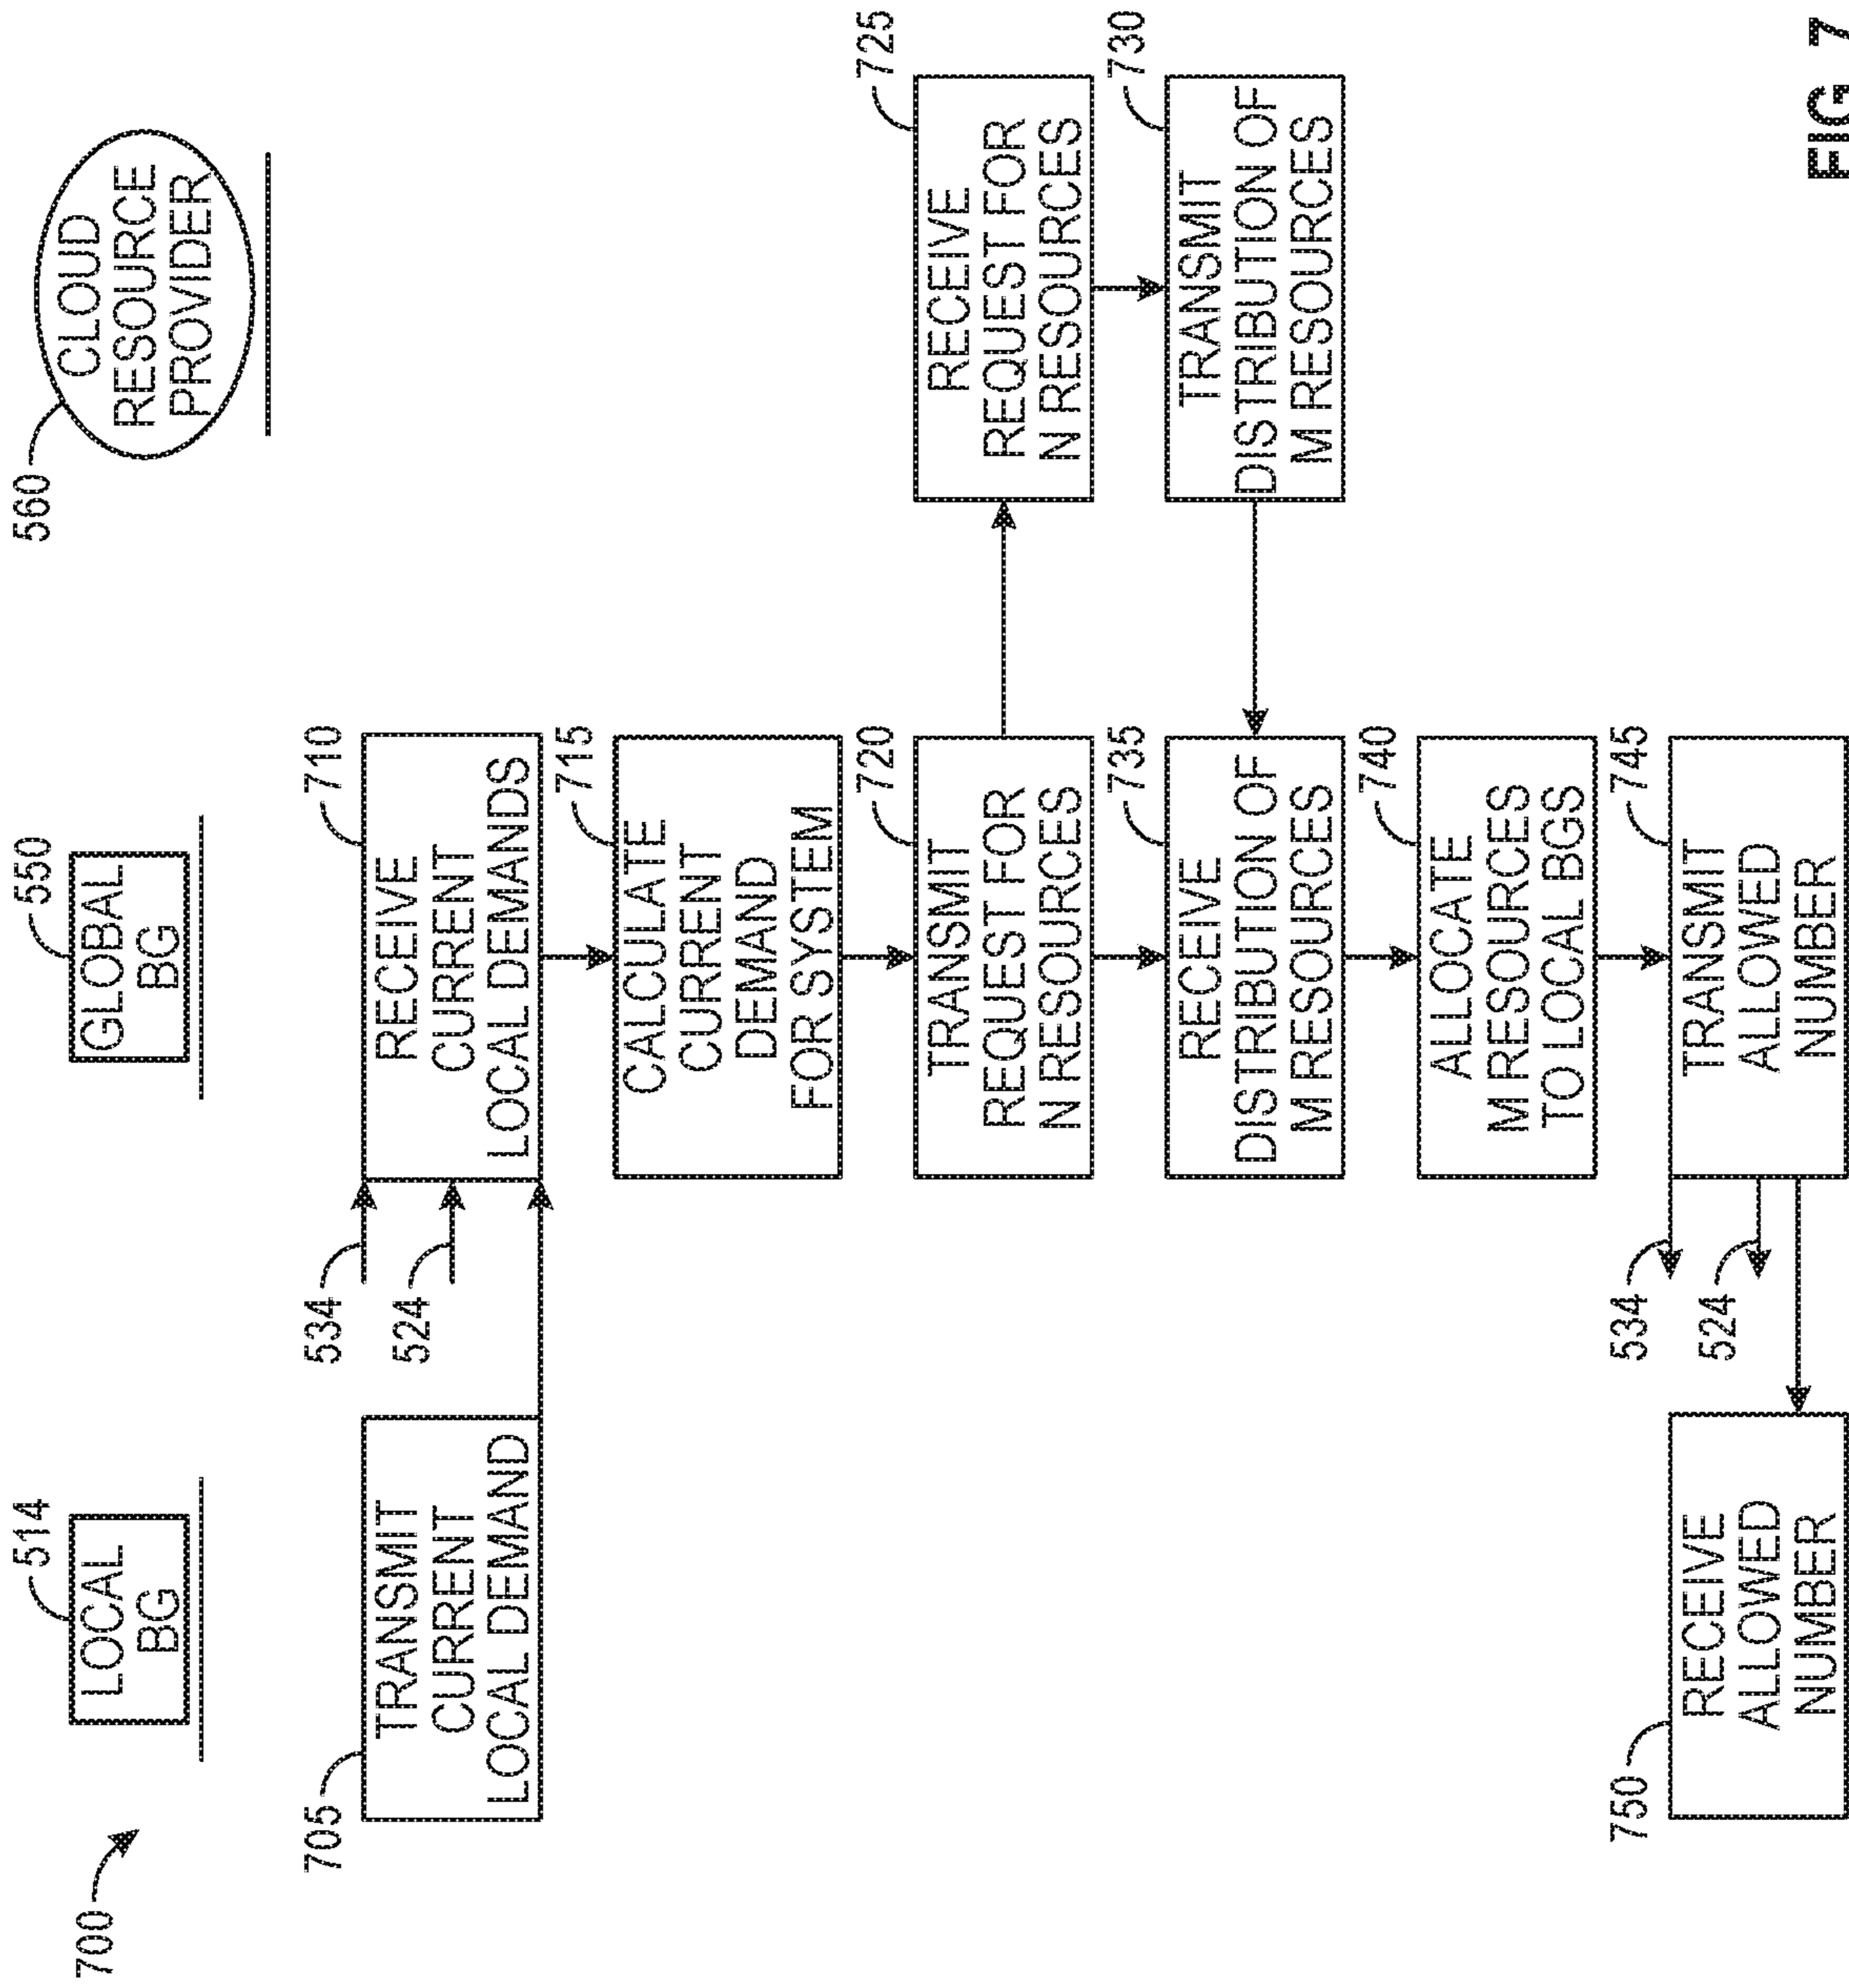 700
514
LOCAL
BG
550
GLOBAL
BG
560
CLOUD
RESOURCE
PROVIDER
705
TRANSMIT
CURRENT
LOCAL DEMAND
534
524
710
RECEIVE
CURRENT
LOCAL DEMANDS
715
CALCULATE
CURRENT
DEMAND
FOR SYSTEM
720
TRANSMIT
REQUEST FOR
N RESOURCES
725
RECEIVE
REQUEST FOR
N RESOURCES
730
TRANSMIT
DISTRIBUTION OF
M RESOURCES
735
RECEIVE
DISTRIBUTION OF
M RESOURCES
740
ALLOCATE
M RESOURCES
TO LOCAL BGS
745
TRANSMIT
ALLOWED
NUMBER
534
524
750
RECEIVE
ALLOWED
NUMBER
FIG 7